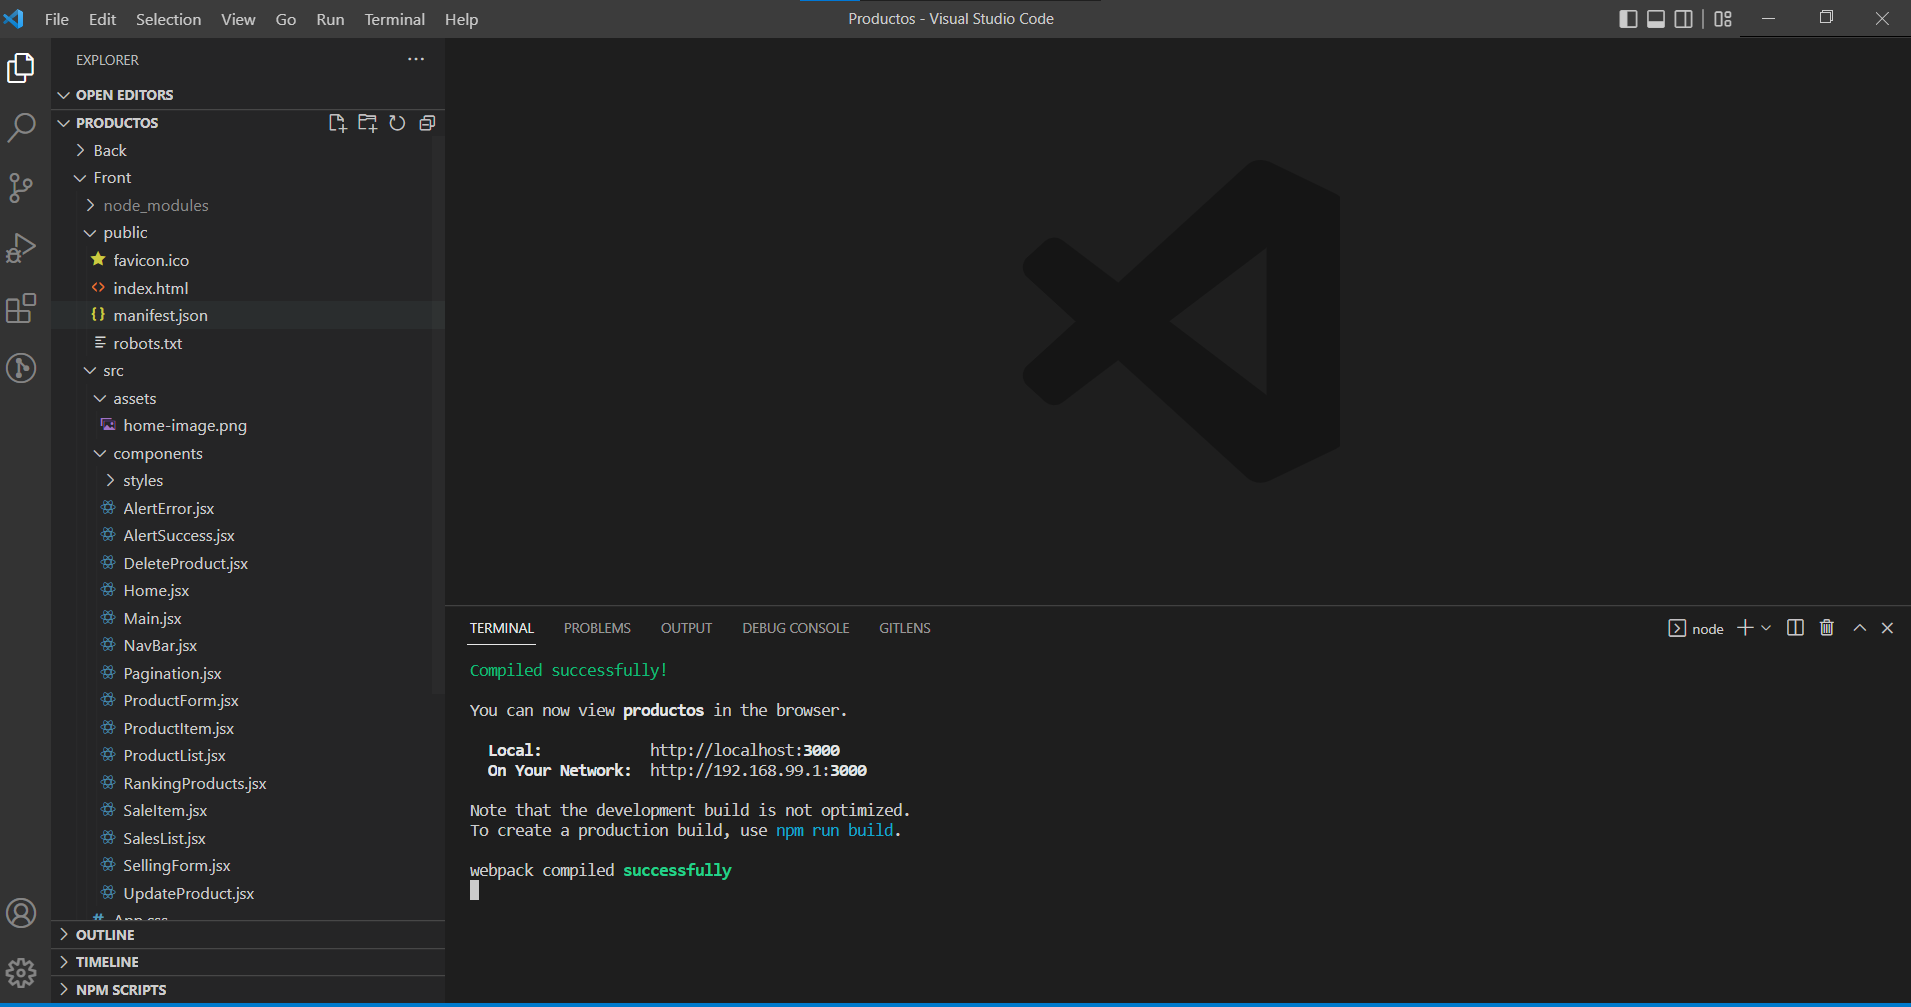 File Edit Selection View Go Run Terminal Help
Productos - Visual Studio Code
EXPLORER
OPEN EDITORS
PRODUCTOS
Back
Front
node_modules
public
favicon.ico
index.html
manifest.json
robots.txt
src
assets
home-image.png
components
styles
AlertError.jsx
AlertSuccess.jsx
DeleteProduct.jsx
Home.jsx
Main.jsx
NavBar.jsx
Pagination.jsx
ProductForm.jsx
ProductItem.jsx
ProductList.jsx
RankingProducts.jsx
SaleItem.jsx
SalesList.jsx
SellingForm.jsx
UpdateProduct.jsx
App.css
OUTLINE
TIMELINE
NPM SCRIPTS
TERMINAL PROBLEMS OUTPUT DEBUG CONSOLE GITLENS
node
Compiled successfully!
You can now view productos in the browser.
Local: http://localhost:3000
On Your Network: http://192.168.99.1:3000
Note that the development build is not optimized.
To create a production build, use npm run build.
webpack compiled successfully